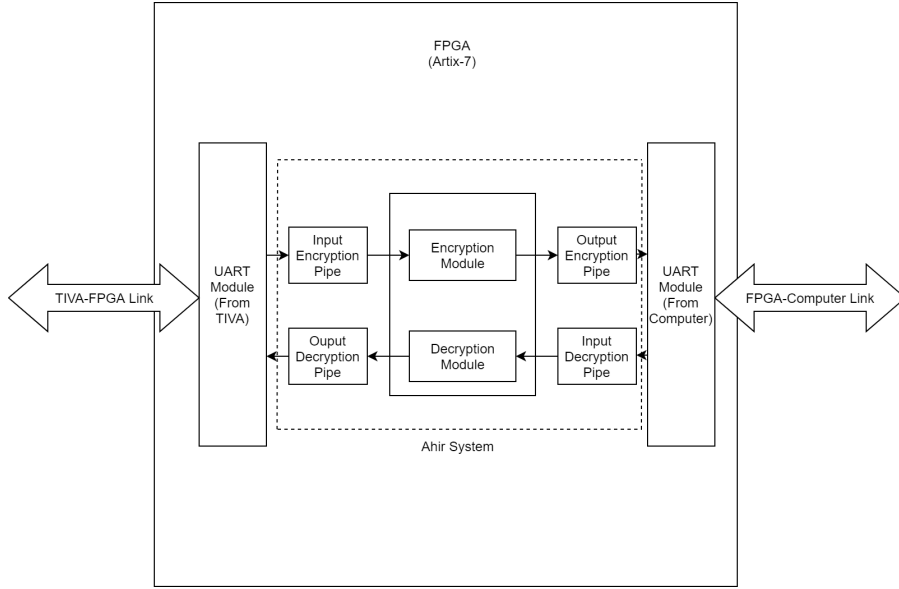 FPGA
(Artix-7)
TIVA-FPGA Link
UART
Module
(From
TIVA)
Input
Encryption
Pipe
Encryption
Module
Output
Encryption
Pipe
Ouput
Decryption
Pipe
Decryption
Module
Input
Decryption
Pipe
UART
Module
(From
Computer)
FPGA-Computer Link
Ahir System